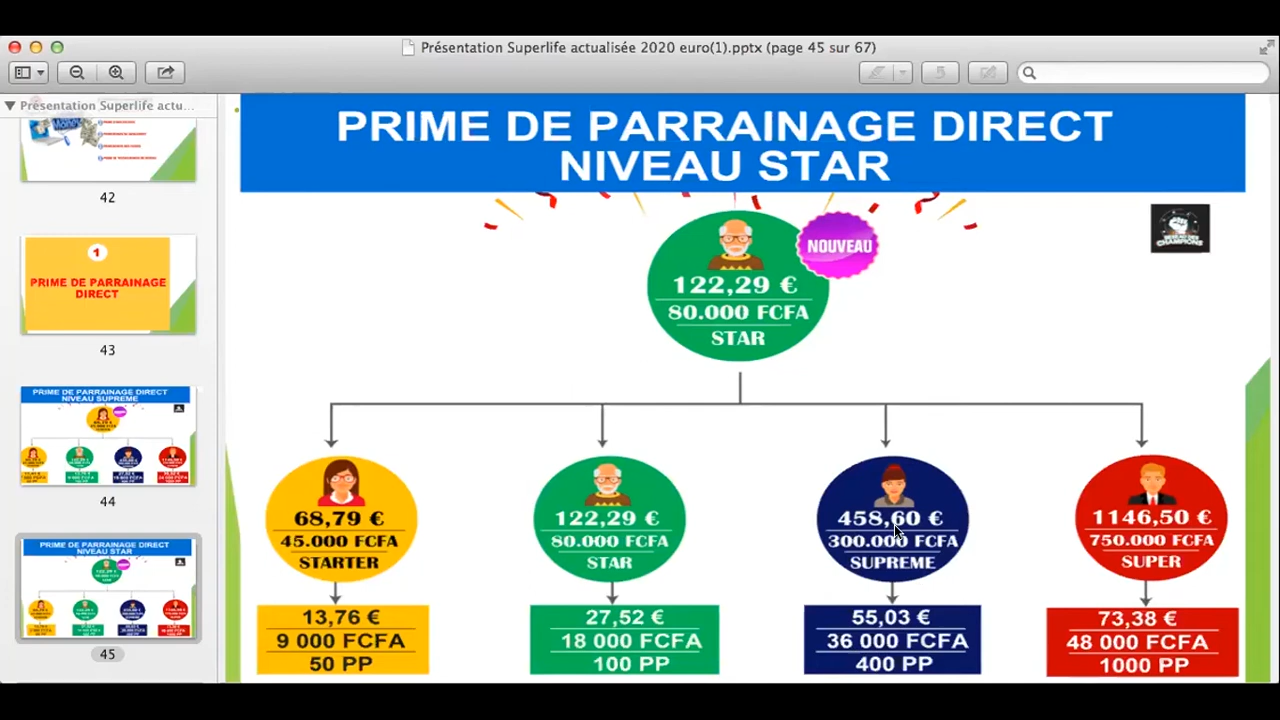 Présentation Superlife actualisée 2020 euro(1).pptx (page 45 sur 67)
Présentation Superlife actu...
42
1
PRIME DE PARRAINAGE
DIRECT
43
PRIME DE PARRAINAGE DIRECT
NIVEAU SUPREME
44
PRIME DE PARRAINAGE DIRECT
NIVEAU STAR
45
PRIME DE PARRAINAGE DIRECT
NIVEAU STAR
NOUVEAU
CHAMPIONS
122,29 €
80.000 FCFA
STAR
68,79 €
45.000 FCFA
STARTER
122,29 €
80.000 FCFA
STAR
458,60 €
300.000 FCFA
SUPREME
1146,50 €
750.000 FCFA
SUPER
13,76 €
9 000 FCFA
50 PP
27,52 €
18 000 FCFA
100 PP
55,03 €
36 000 FCFA
400 PP
73,38 €
48 000 FCFA
1000 PP